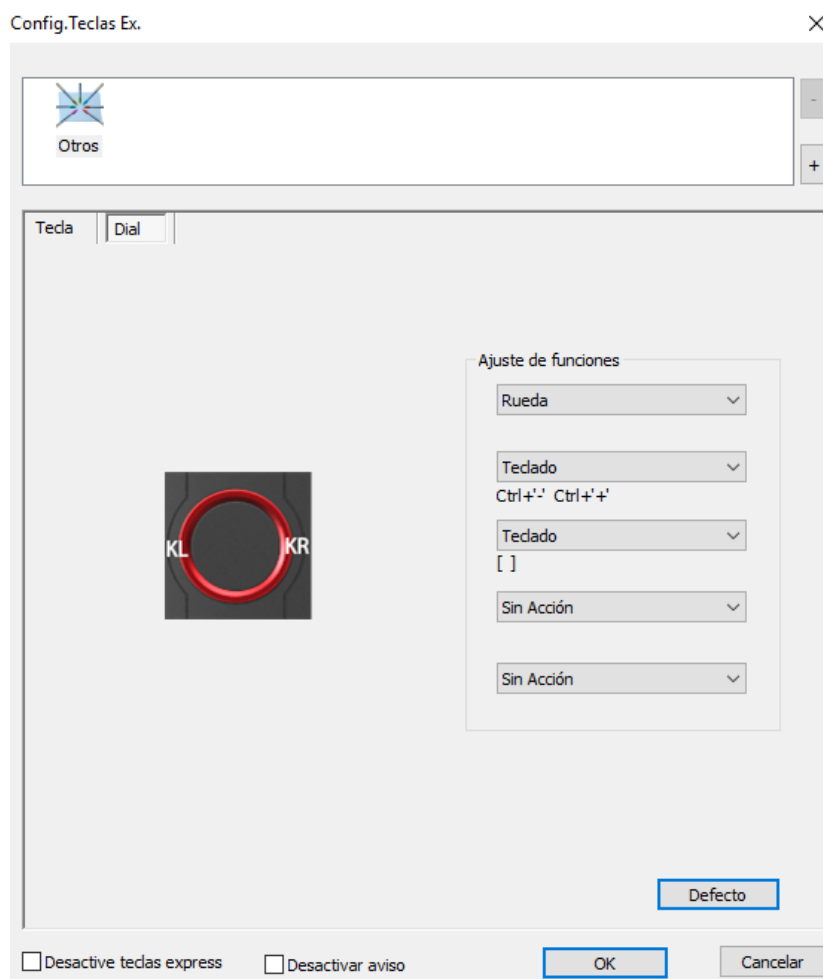 Config.Teclas Ex.
-
Otros
+
Tecla Dial
Ajuste de funciones
Rueda
Teclado
Ctrl+'-' Ctrl+'+'
Teclado
[ ]
KL KR
Sin Acción
Sin Acción
Defecto
Desactive teclas express Desactivar aviso OK Cancelar